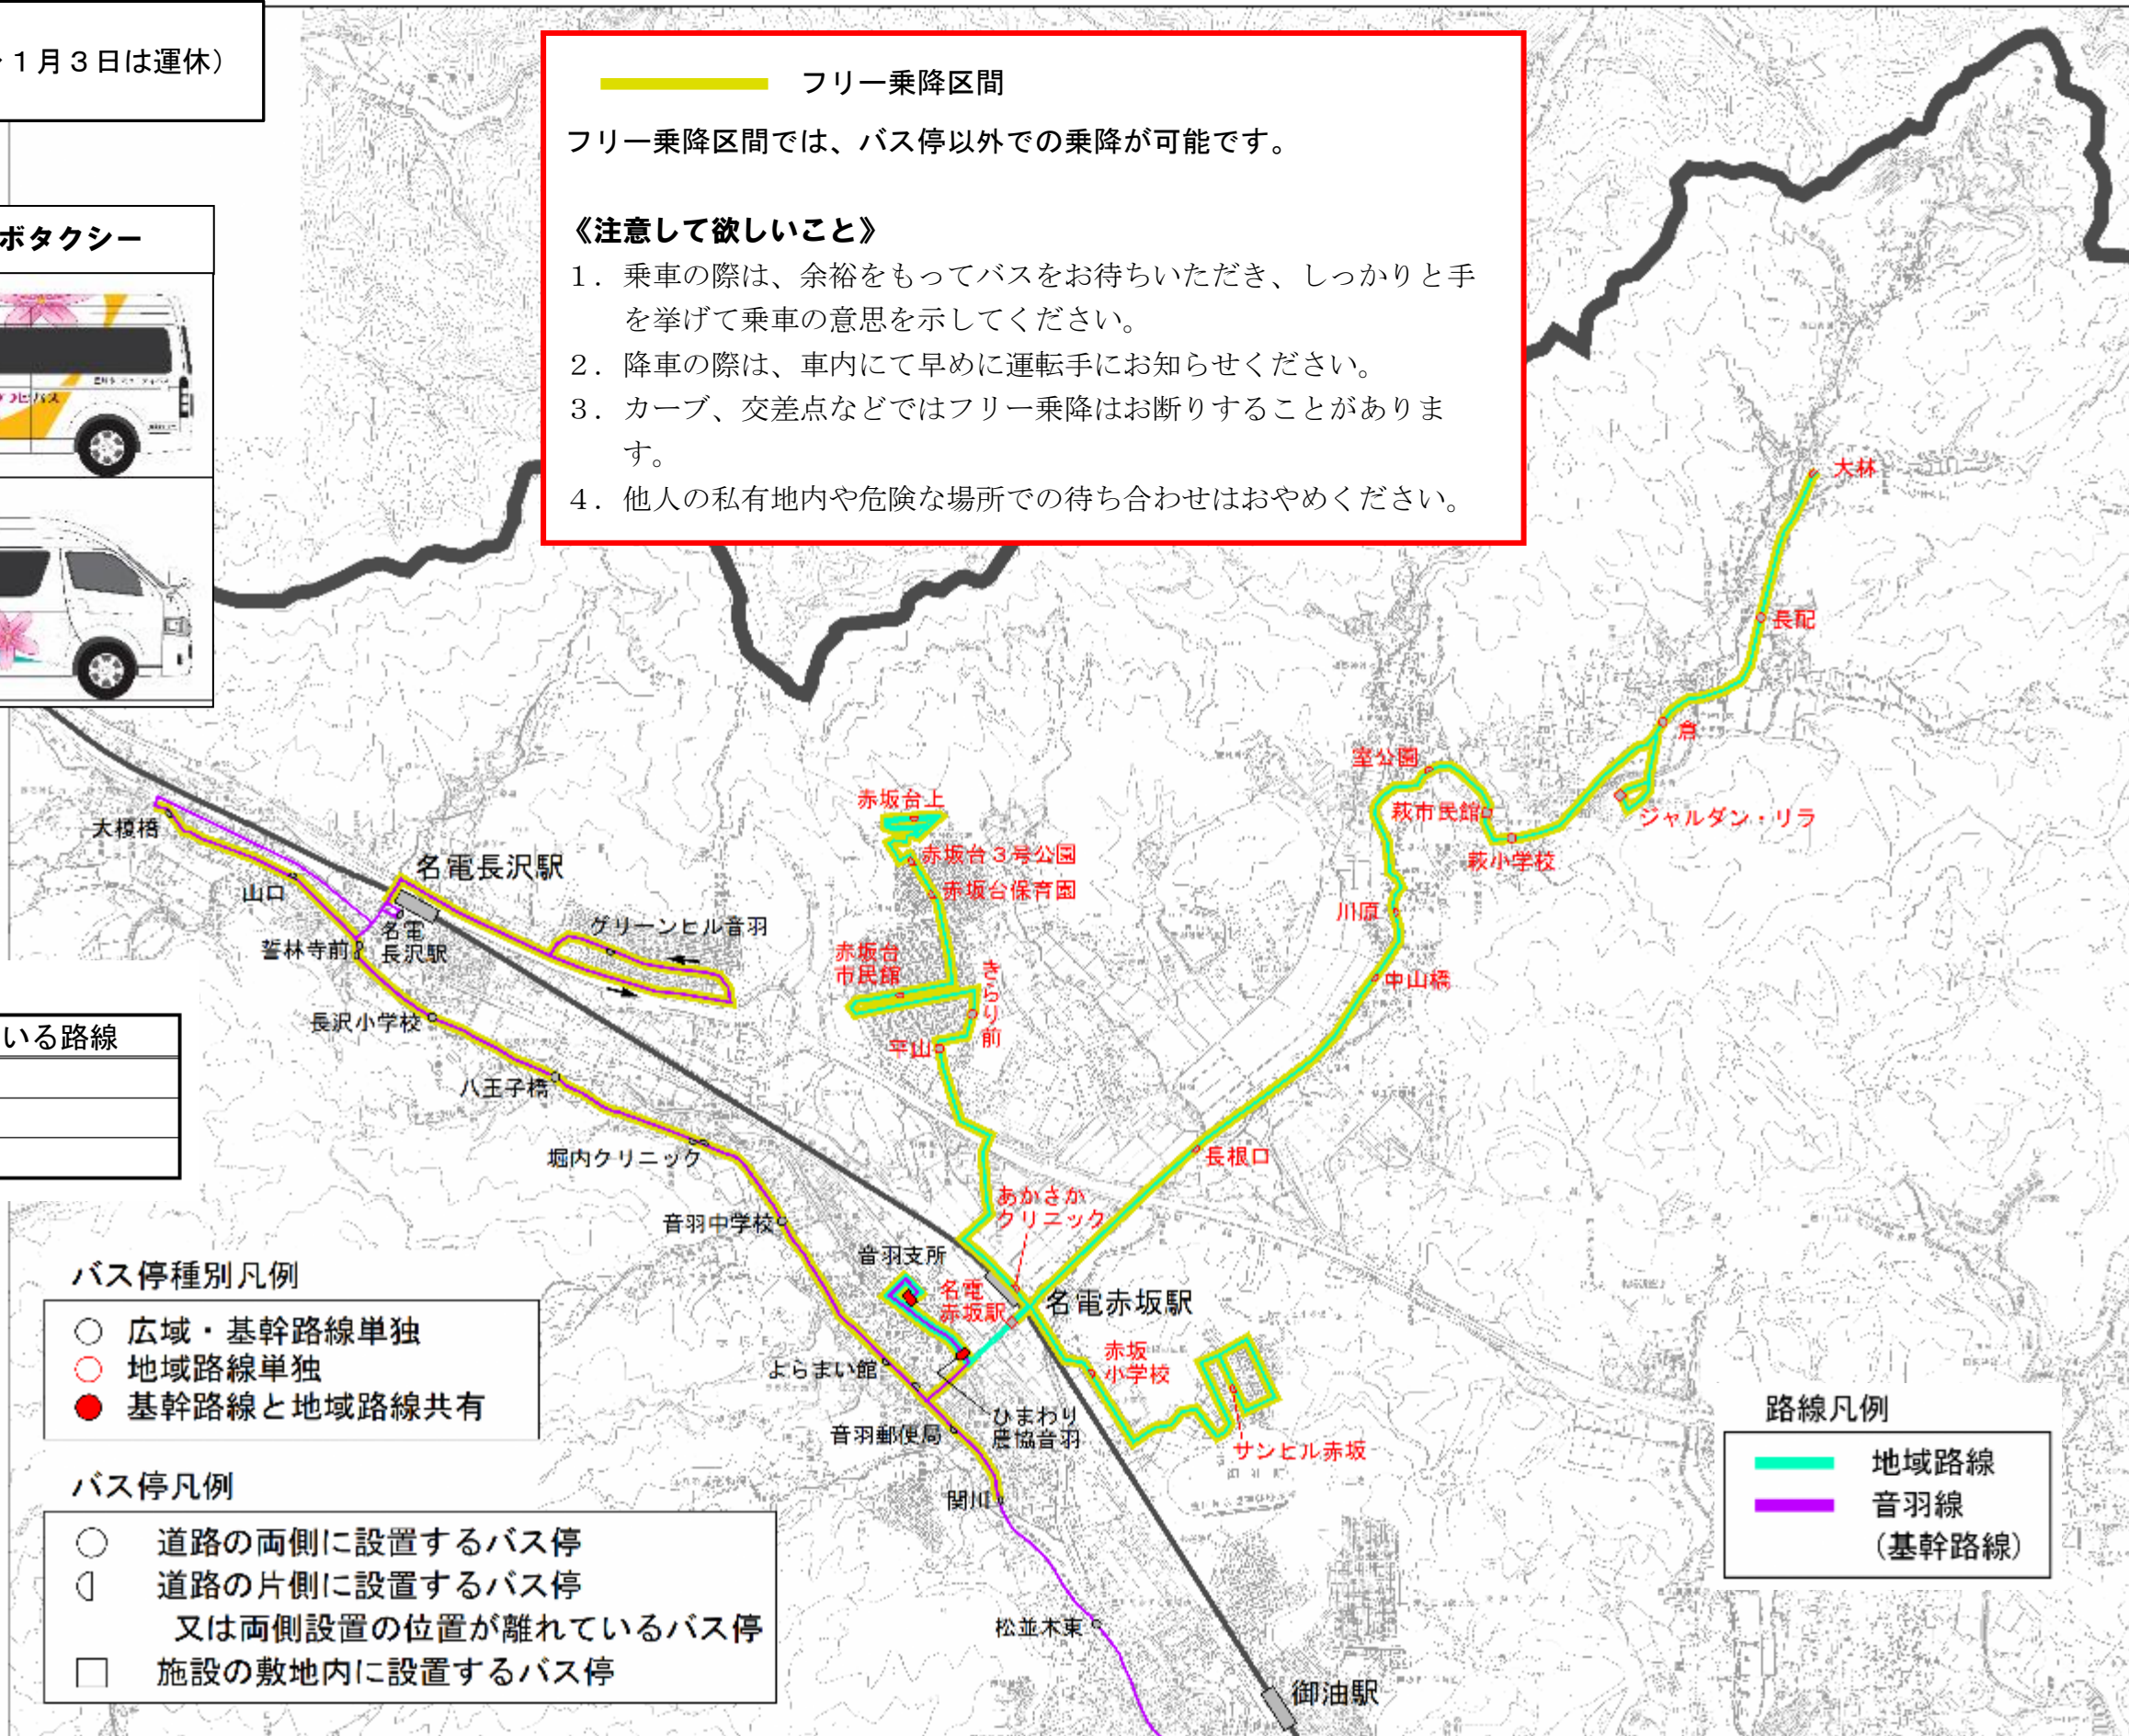 １月３日は運休）
フリー乗降区間
フリー乗降区間では、バス停以外での乗降が可能です。
《注意して欲しいこと》
１．乗車の際は、余裕をもってバスをお待ちいただき、しっかりと手
を挙げて乗車の意思を示してください。
２．降車の際は、車内にて早めに運転手にお知らせください。
３．カーブ、交差点などではフリー乗降はお断りすることがありま
す。
４．他人の私有地内や危険な場所での待ち合わせはおやめください。
ボタクシー
大林
長配
倉
ジャルダン・リラ
室公園
萩市民館
萩小学校
川原
中山橋
長根口
赤坂台上
赤坂台３号公園
赤坂台保育園
赤坂台
市民館
きらり前
平山
あかさか
クリニック
大榎橋
山口
名電長沢駅
名電
長沢駅
誓林寺前
グリーンヒル音羽
長沢小学校
八王子橋
堀内クリニック
音羽中学校
音羽支所
名電
赤坂駅
名電赤坂駅
赤坂
小学校
サンヒル赤坂
よらまい館
ひまわり
農協音羽
音羽郵便局
関川
松並木東
御油駅
いる路線
バス停種別凡例
広域・基幹路線単独
地域路線単独
基幹路線と地域路線共有
バス停凡例
道路の両側に設置するバス停
道路の片側に設置するバス停
又は両側設置の位置が離れているバス停
施設の敷地内に設置するバス停
路線凡例
地域路線
音羽線
（基幹路線）